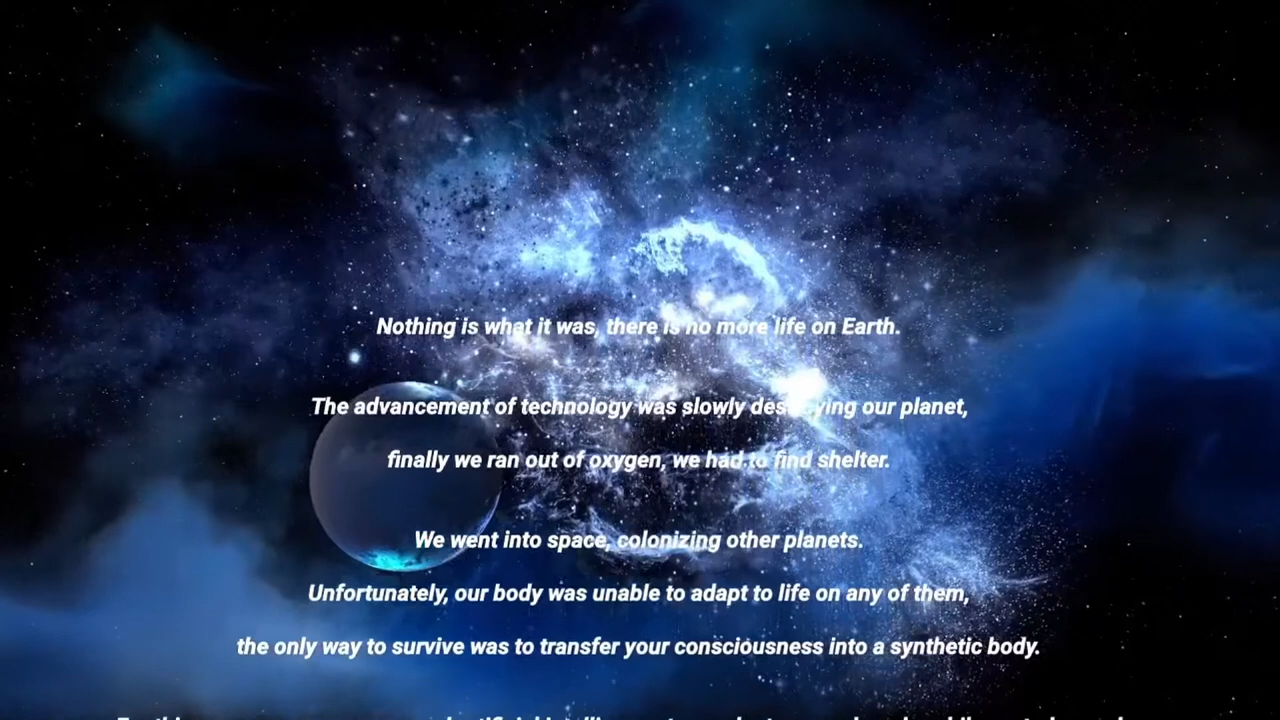 Nothing is what it was, there is no more life on Earth.
The advancement of technology was slowly destroying our planet,
finally we ran out of oxygen, we had to find shelter.
We went into space, colonizing other planets.
Unfortunately, our body was unable to adapt to life on any of them,
the only way to survive was to transfer your consciousness into a synthetic body.